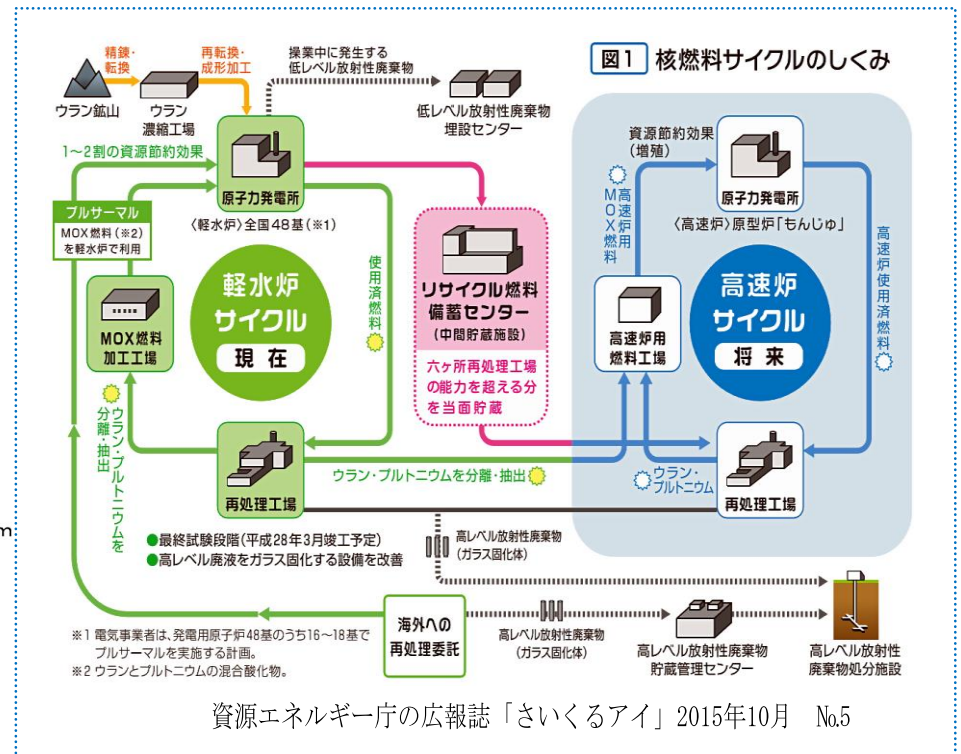 図1 核燃料サイクルのしくみ
精錬・
転換
再転換・
成形加工
操業中に発生する
低レベル放射性廃棄物
ウラン鉱山
ウラン
濃縮工場
低レベル放射性廃棄物
埋設センター
1〜2割の資源節約効果
原子力発電所
〈軽水炉〉全国48基(※1)
プルサーマル
MOX燃料(※2)
を軽水炉で利用
軽水炉
サイクル
現在
使用済燃料
MOX燃料
加工工場
ウラン・プルトニウムを
分離・抽出
再処理工場
リサイクル燃料
備蓄センター
(中間貯蔵施設)
六ヶ所再処理工場
の能力を超える分
を当面貯蔵
資源節約効果
(増殖)
原子力発電所
〈高速炉〉原型炉「もんじゅ」
高速炉用
MOX燃料
高速炉
サイクル
将来
高速炉使用済燃料
高速炉用
燃料工場
ウラン・プルトニウムを分離・抽出
ウラン・
プルトニウム
再処理工場
m
●最終試験段階(平成28年3月竣工予定)
●高レベル廃液をガラス固化する設備を改善
高レベル放射性廃棄物
(ガラス固化体)
海外への
再処理委託
高レベル放射性廃棄物
(ガラス固化体)
高レベル放射性廃棄物
貯蔵管理センター
高レベル放射性
廃棄物処分施設
※1 電気事業者は、発電用原子炉48基のうち16〜18基で
プルサーマルを実施する計画。
※2 ウランとプルトニウムの混合酸化物。
資源エネルギー庁の広報誌「さいくるアイ」2015年10月 №5